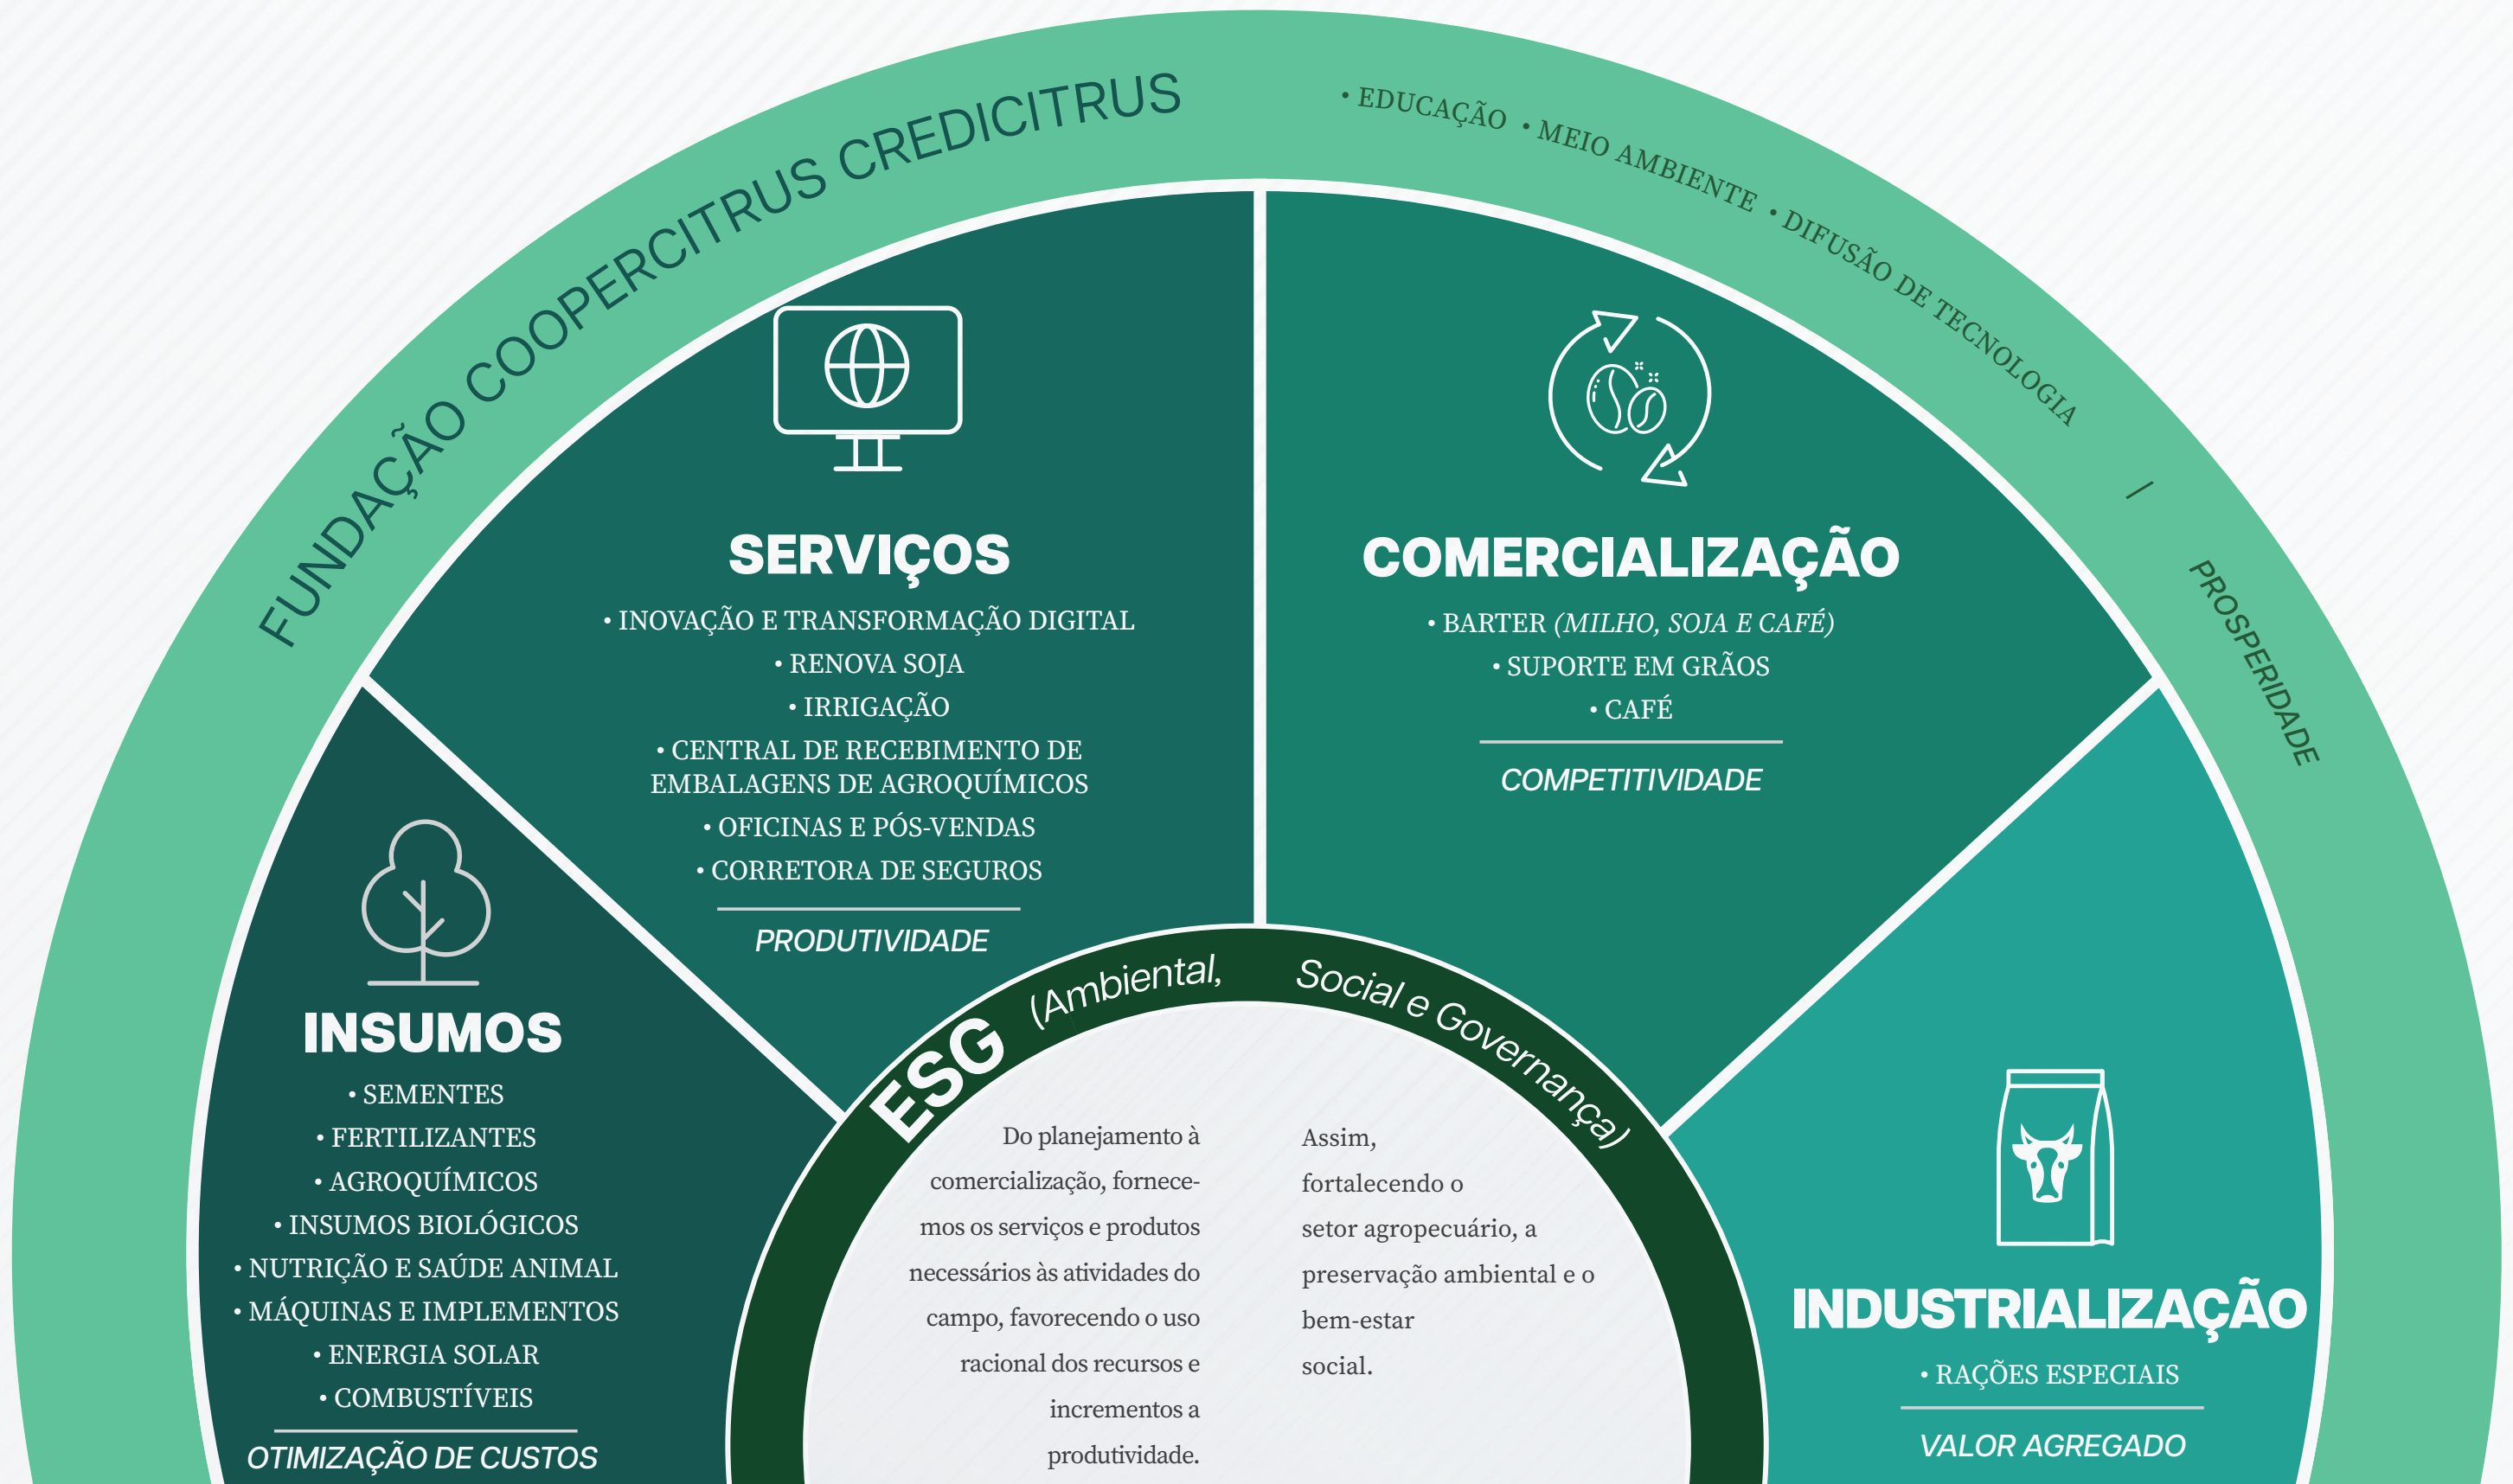 FUNDAÇÃO COOPERCITRUS CREDICITRUS
• EDUCAÇÃO • MEIO AMBIENTE • DIFUSÃO DE TECNOLOGIA / PROSPERIDADE
SERVIÇOS
• INOVAÇÃO E TRANSFORMAÇÃO DIGITAL
• RENOVA SOJA
• IRRIGAÇÃO
• CENTRAL DE RECEBIMENTO DE
EMBALAGENS DE AGROQUÍMICOS
• OFICINAS E PÓS-VENDAS
• CORRETORA DE SEGUROS
PRODUTIVIDADE
COMERCIALIZAÇÃO
• BARTER (MILHO, SOJA E CAFÉ)
• SUPORTE EM GRÃOS
• CAFÉ
COMPETITIVIDADE
INSUMOS
• SEMENTES
• FERTILIZANTES
• AGROQUÍMICOS
• INSUMOS BIOLÓGICOS
• NUTRIÇÃO E SAÚDE ANIMAL
• MÁQUINAS E IMPLEMENTOS
• ENERGIA SOLAR
• COMBUSTÍVEIS
OTIMIZAÇÃO DE CUSTOS
ESG (Ambiental, Social e Governança)
Do planejamento à
comercialização, fornece-
mos os serviços e produtos
necessários às atividades do
campo, favorecendo o uso
racional dos recursos e
incrementos a
produtividade.
Assim,
fortalecendo o
setor agropecuário, a
preservação ambiental e o
bem-estar
social.
INDUSTRIALIZAÇÃO
• RAÇÕES ESPECIAIS
VALOR AGREGADO